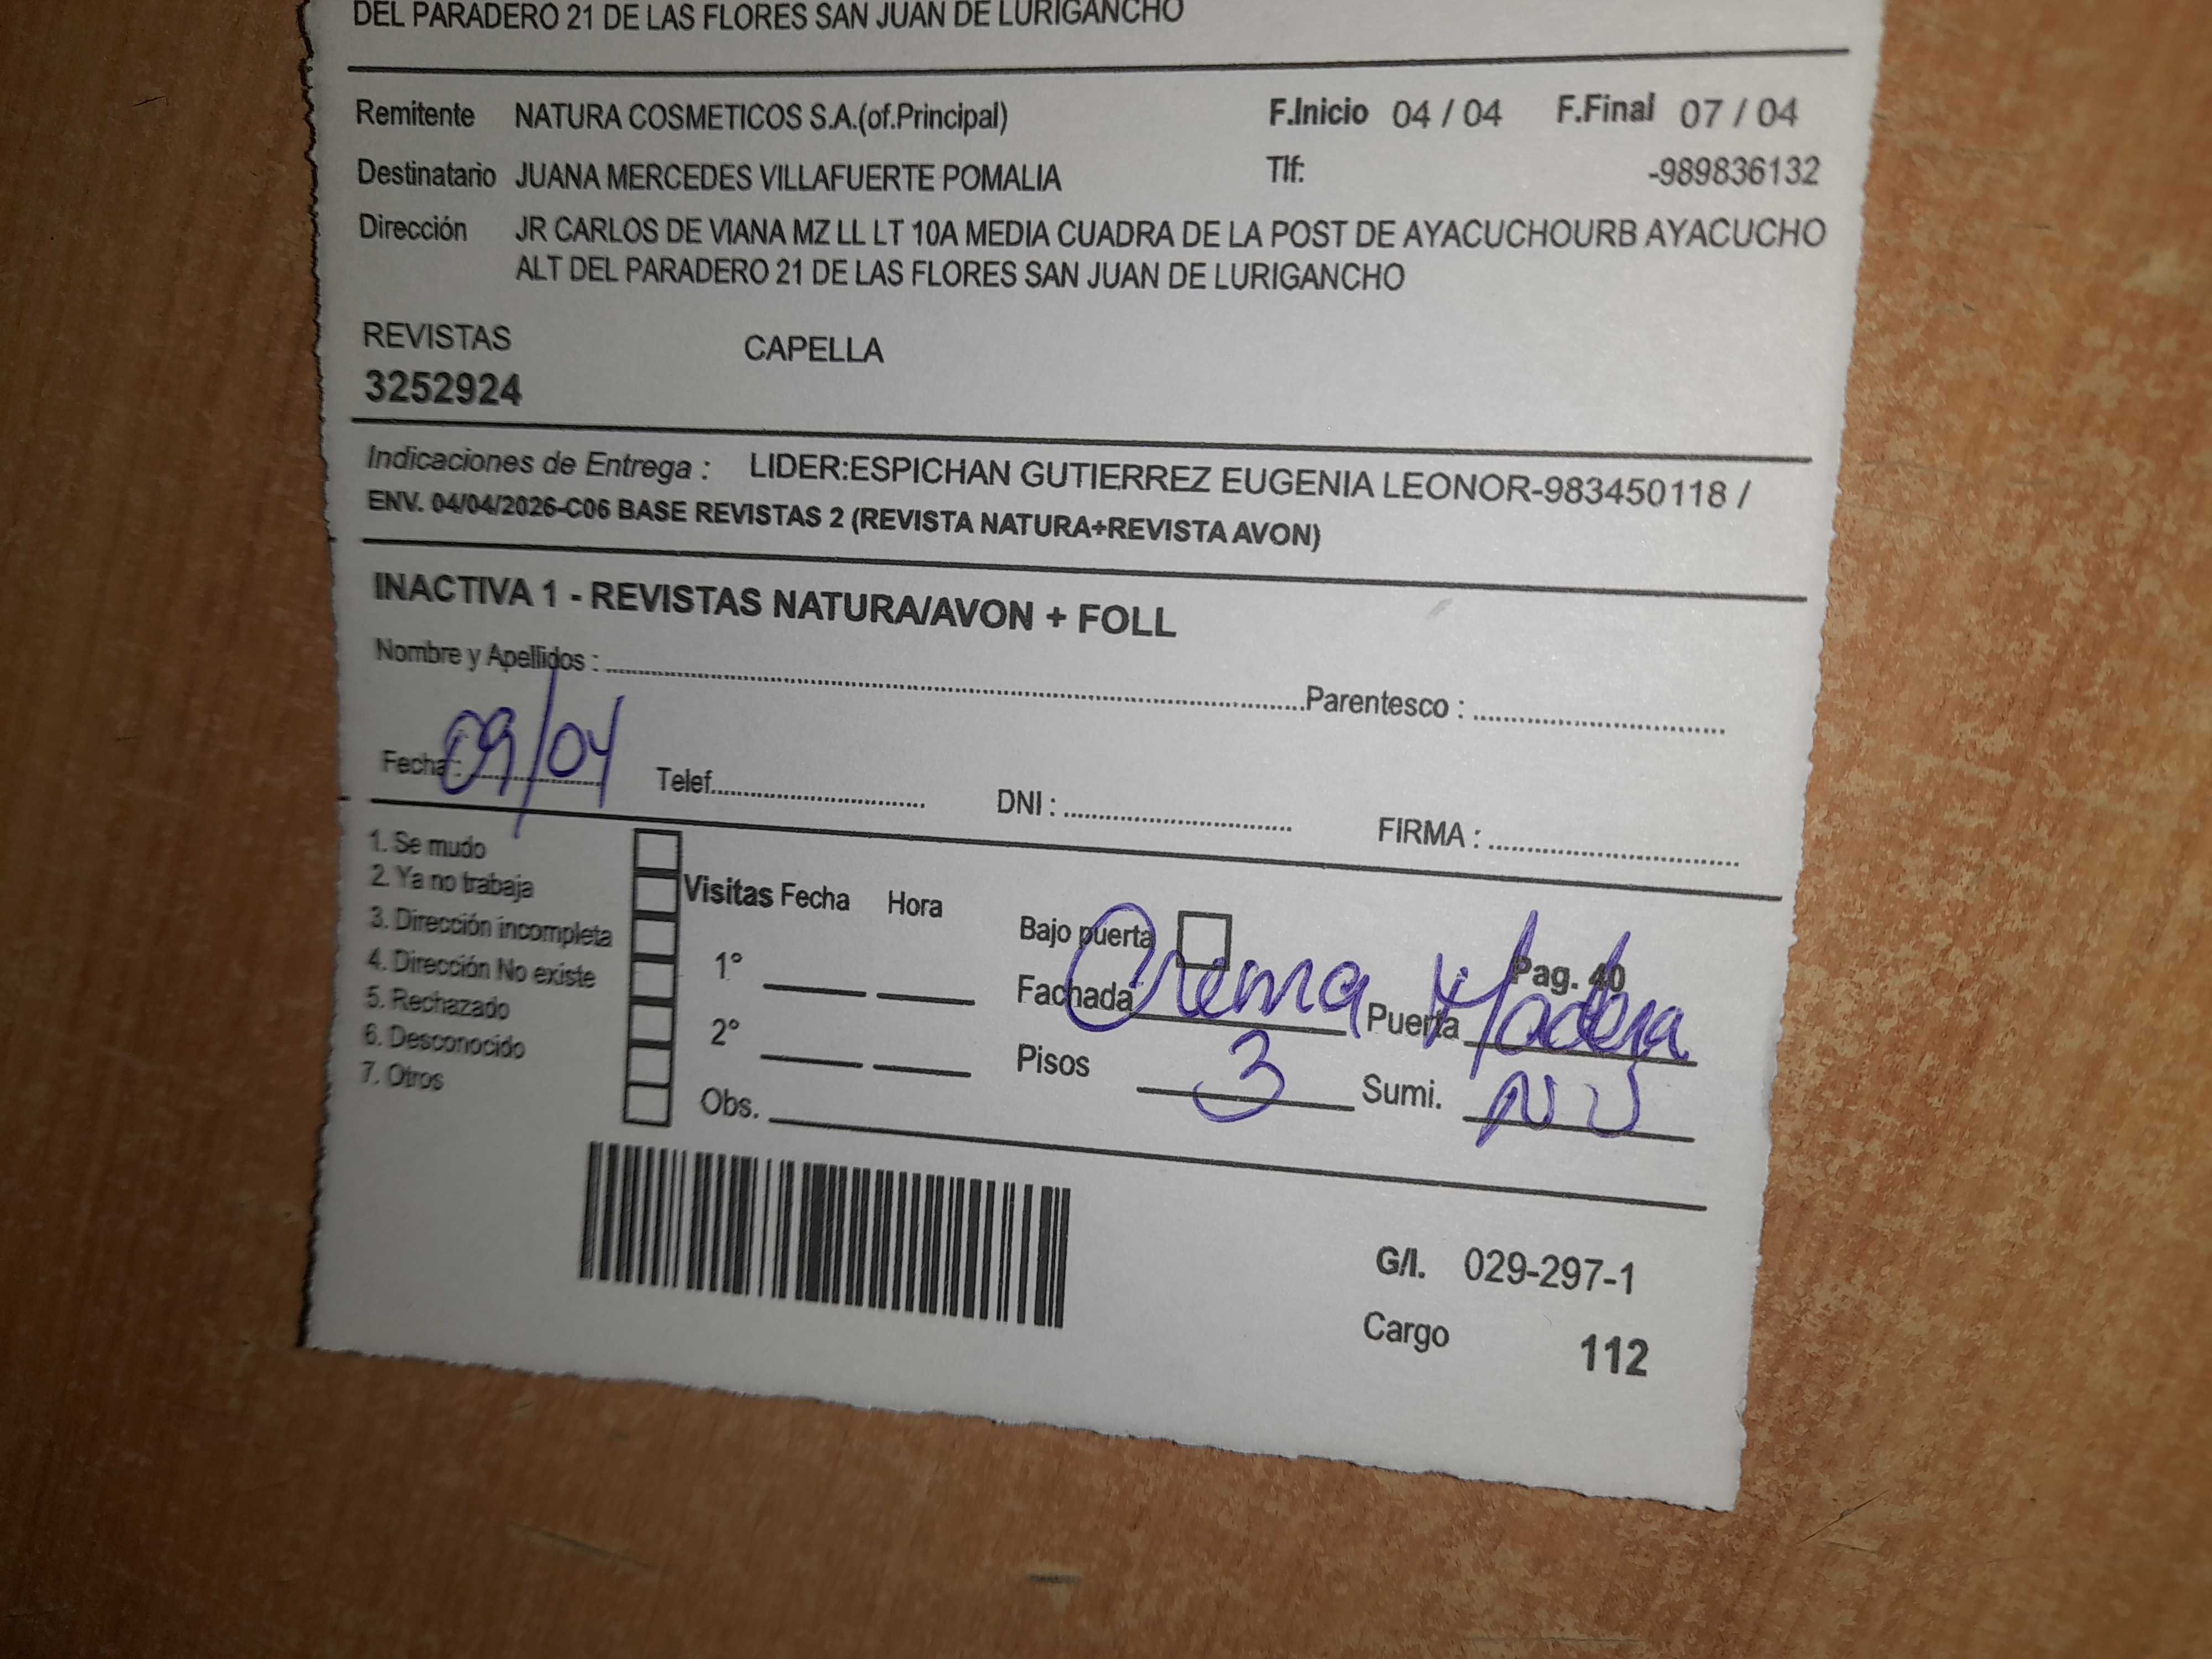 DEL PARADERO 21 DE LAS FLORES SAN JUAN DE LURIGANCHO
Remitente NATURA COSMETICOS S.A.(of.Principal) F.Inicio 04 / 04 F.Final 07 / 04
Destinatario JUANA MERCEDES VILLAFUERTE POMALIA Tlf: -989836132
Dirección JR CARLOS DE VIANA MZ LL LT 10A MEDIA CUADRA DE LA POST DE AYACUCHOURB AYACUCHO
ALT DEL PARADERO 21 DE LAS FLORES SAN JUAN DE LURIGANCHO
REVISTAS CAPELLA
3252924
Indicaciones de Entrega : LIDER:ESPICHAN GUTIERREZ EUGENIA LEONOR-983450118 /
ENV. 04/04/2026-C06 BASE REVISTAS 2 (REVISTA NATURA+REVISTA AVON)
INACTIVA 1 - REVISTAS NATURA/AVON + FOLL
Nombre y Apellidos : Parentesco :
Fecha : 09/04 Telef. DNI : FIRMA :
1. Se mudo
2. Ya no trabaja
3. Dirección incompleta
4. Dirección No existe
5. Rechazado
6. Desconocido
7. Otros
Visitas Fecha Hora
1°
2°
Obs.
Bajo puerta Pag. 40
Fachada Crema Puerta Madera
Pisos 3 Sumi. NV
G/I. 029-297-1
Cargo 112